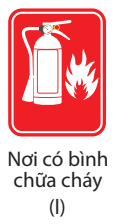 Nơi có bình
chữa cháy
(l)